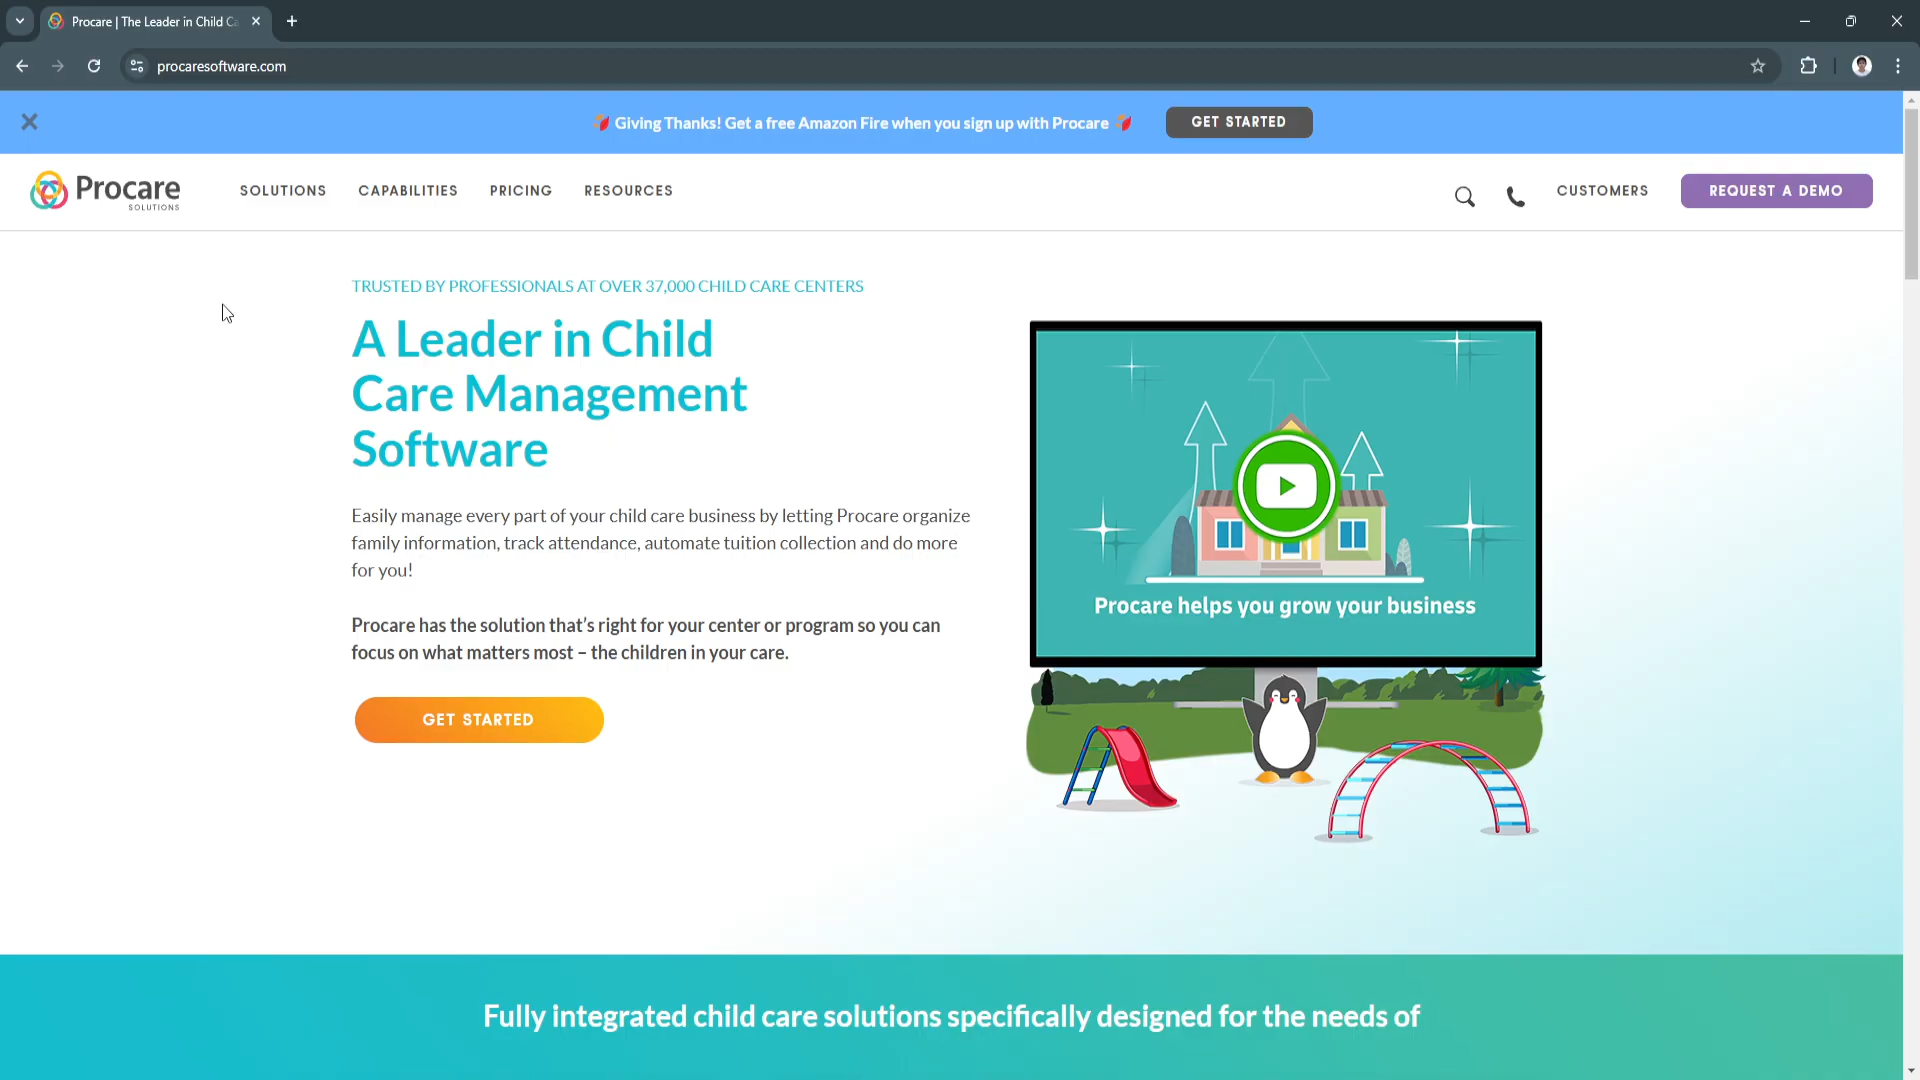 Procare | The Leader in Child Ca
procaresoftware.com
Giving Thanks! Get a free Amazon Fire when you sign up with Procare
GET STARTED
Procare
SOLUTIONS
SOLUTIONS
CAPABILITIES
PRICING
RESOURCES
CUSTOMERS
REQUEST A DEMO
TRUSTED BY PROFESSIONALS AT OVER 37,000 CHILD CARE CENTERS
A Leader in Child
Care Management
Software
Easily manage every part of your child care business by letting Procare organize
family information, track attendance, automate tuition collection and do more
for you!
Procare has the solution that’s right for your center or program so you can
focus on what matters most – the children in your care.
GET STARTED
Procare helps you grow your business
Fully integrated child care solutions specifically designed for the needs of